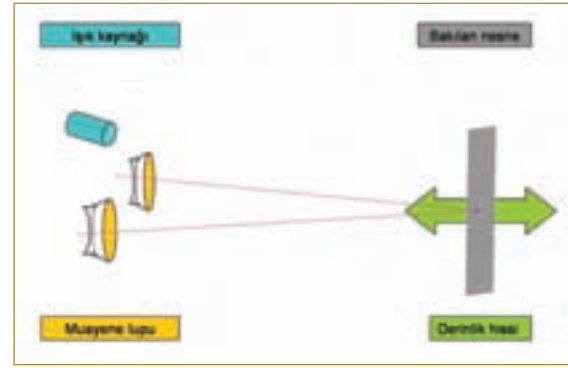 Işık kaynağı
Bakılan nesne
Muayene lupu
Derinlik hissi